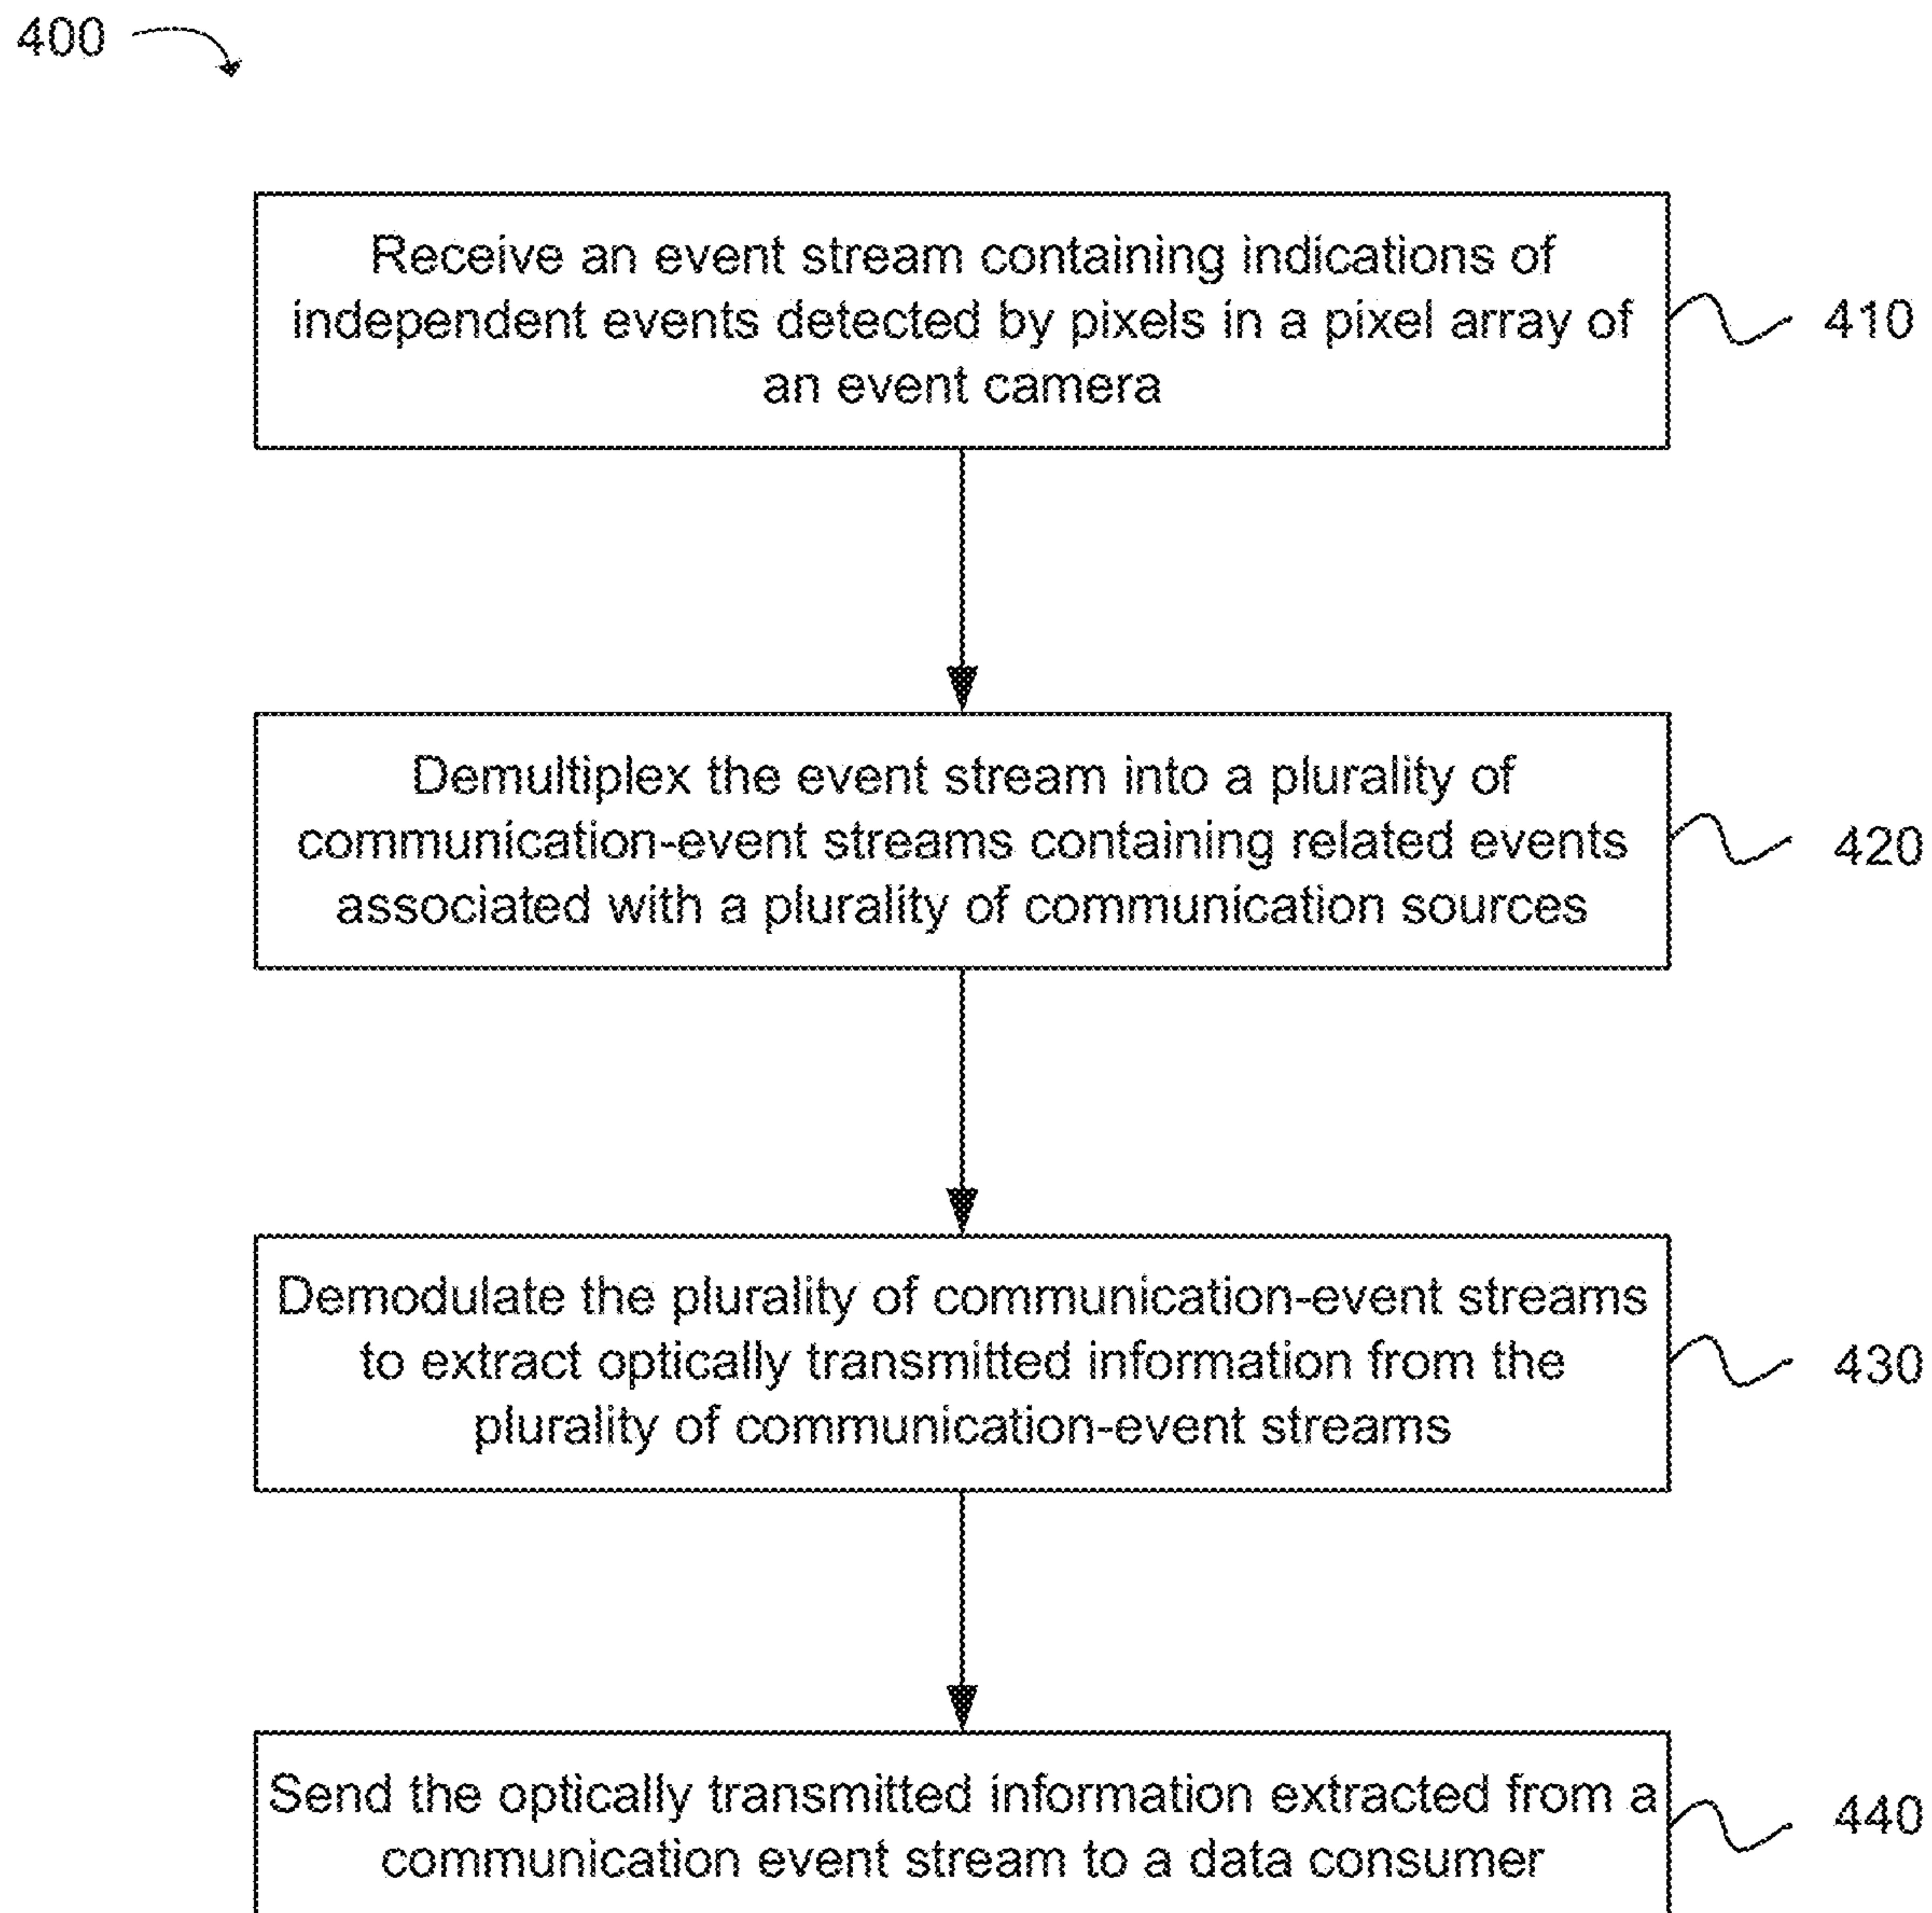 400
Receive an event stream containing indications of
independent events detected by pixels in a pixel array of
an event camera
410
Demultiplex the event stream into a plurality of
communication-event streams containing related events
associated with a plurality of communication sources
420
Demodulate the plurality of communication-event streams
to extract optically transmitted information from the
plurality of communication-event streams
430
Send the optically transmitted information extracted from a
communication event stream to a data consumer
440